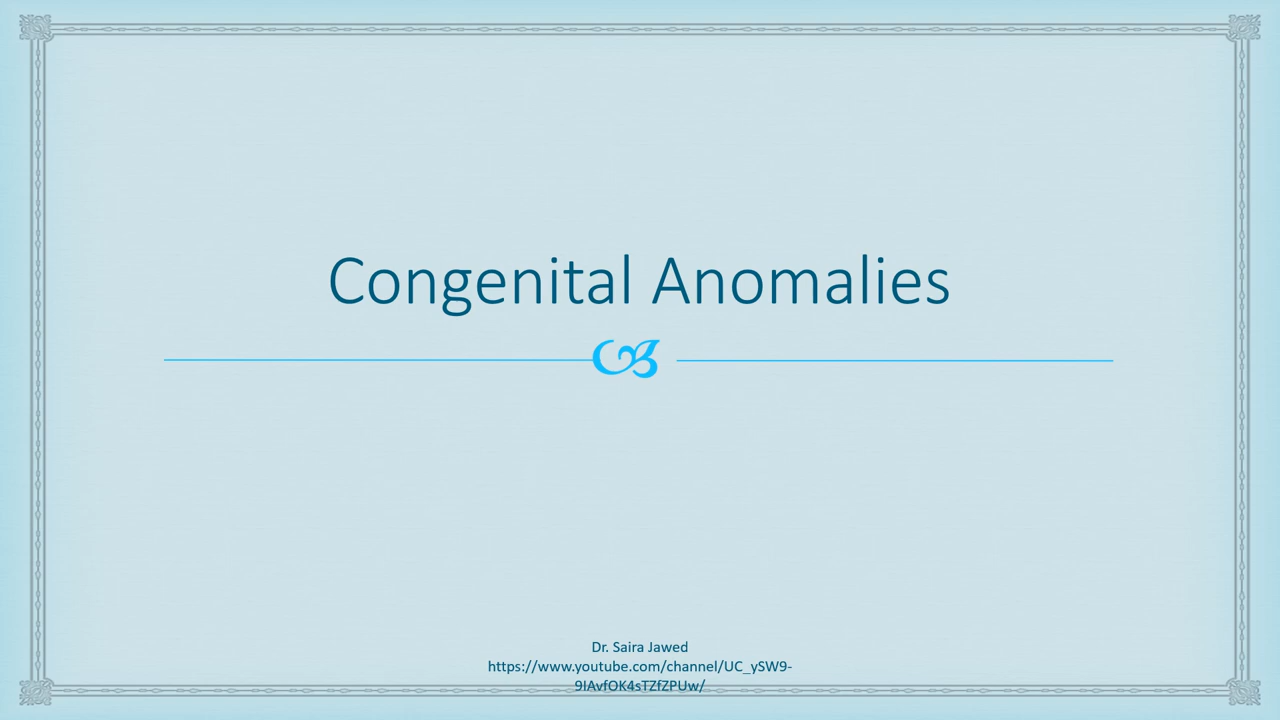 Congenital Anomalies
Dr. Saira Jawed
https://www.youtube.com/channel/UC_ySW9-
9IAvfOK4sTZfZPUw/